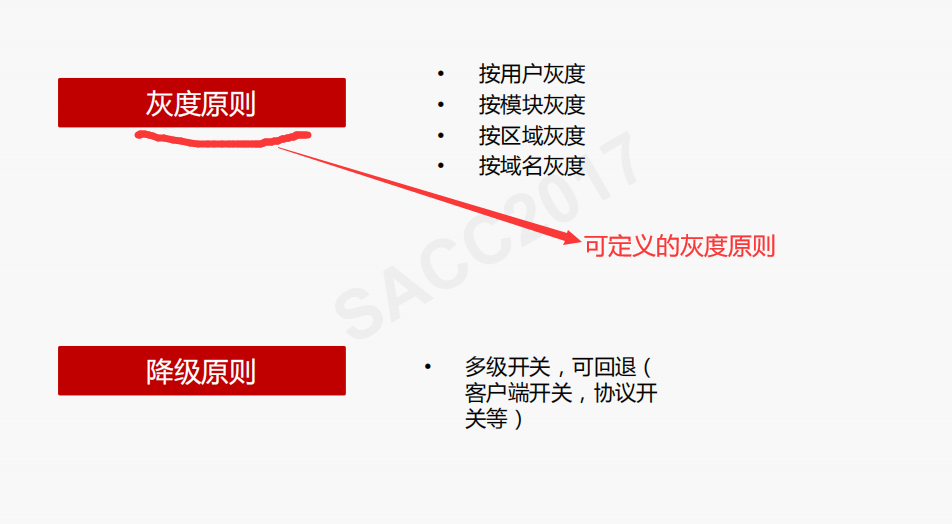 灰度原则
• 按用户灰度
• 按模块灰度
• 按区域灰度
• 按域名灰度
SACC2017
可定义的灰度原则
降级原则
• 多级开关，可回退（
客户端开关，协议开
关等）